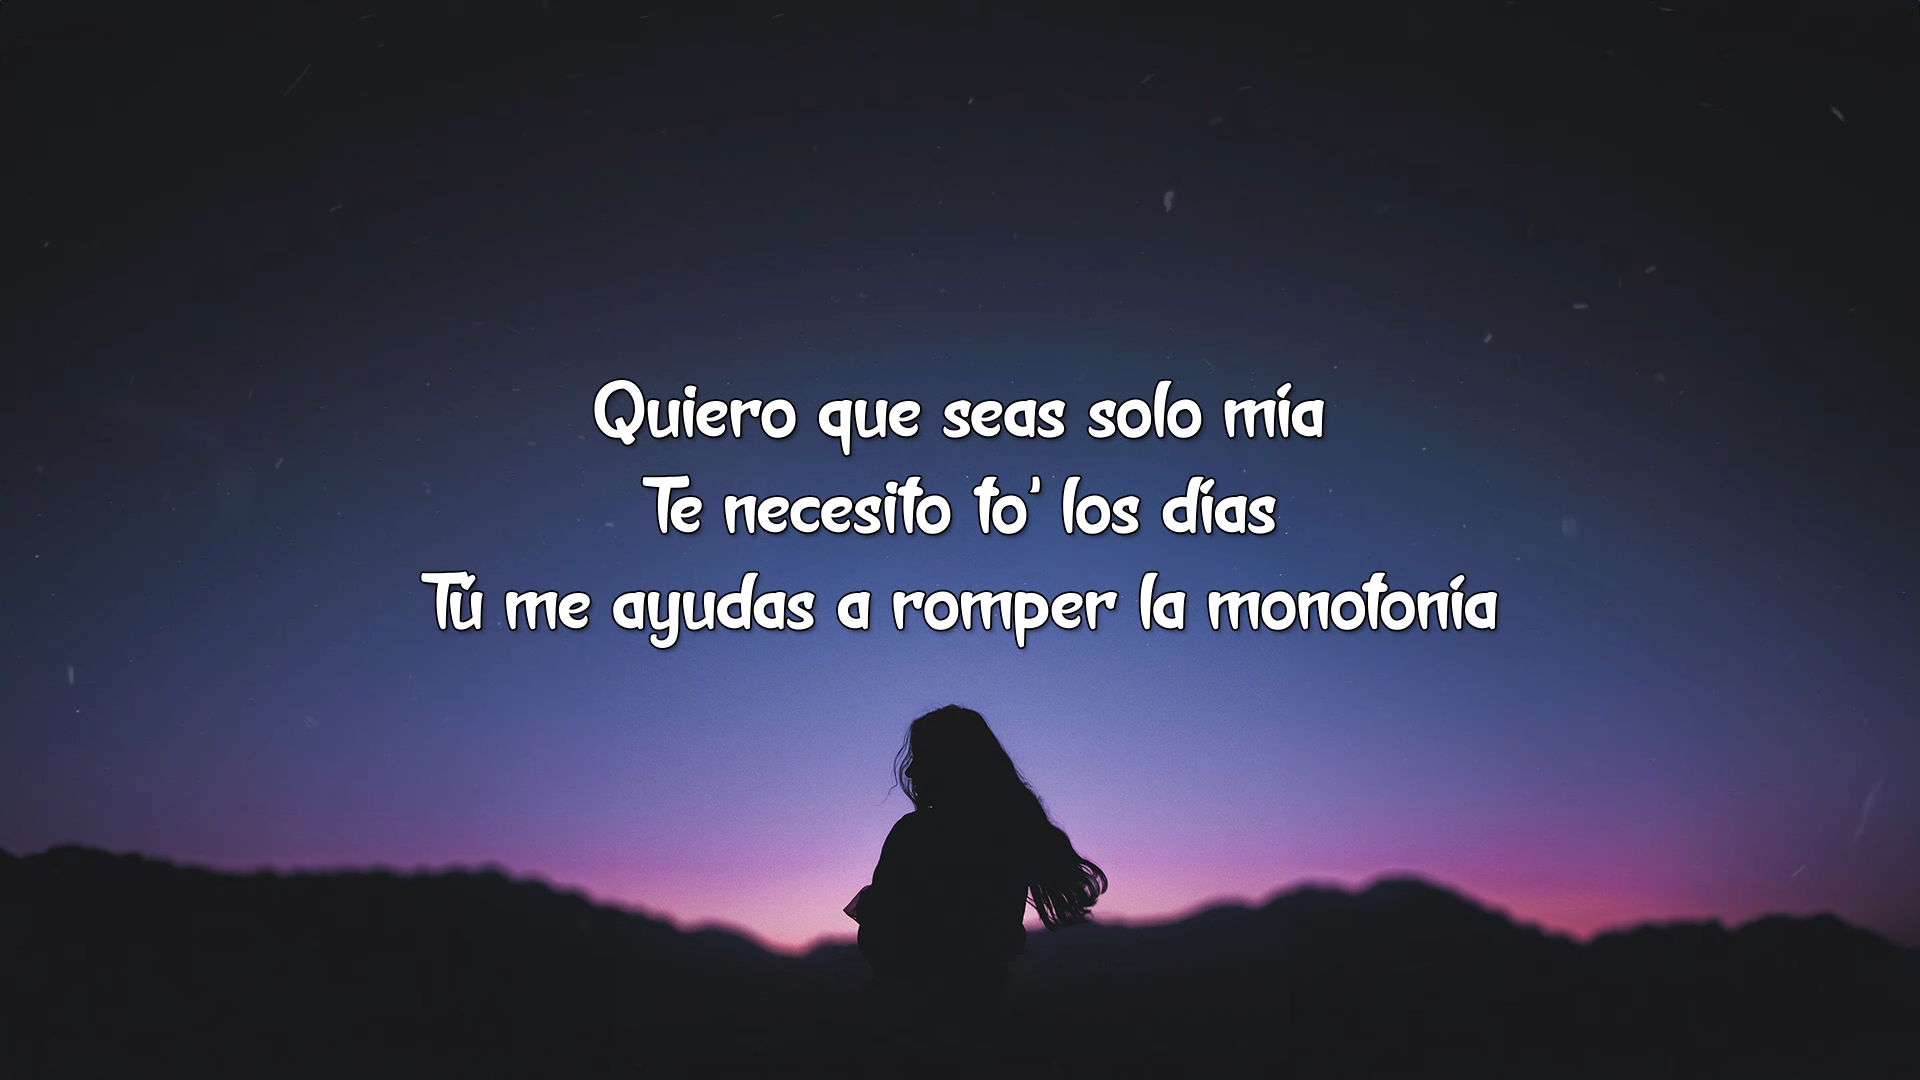 Quiero que seas solo mía
Te necesito to' los días
Tú me ayudas a romper la monotonía